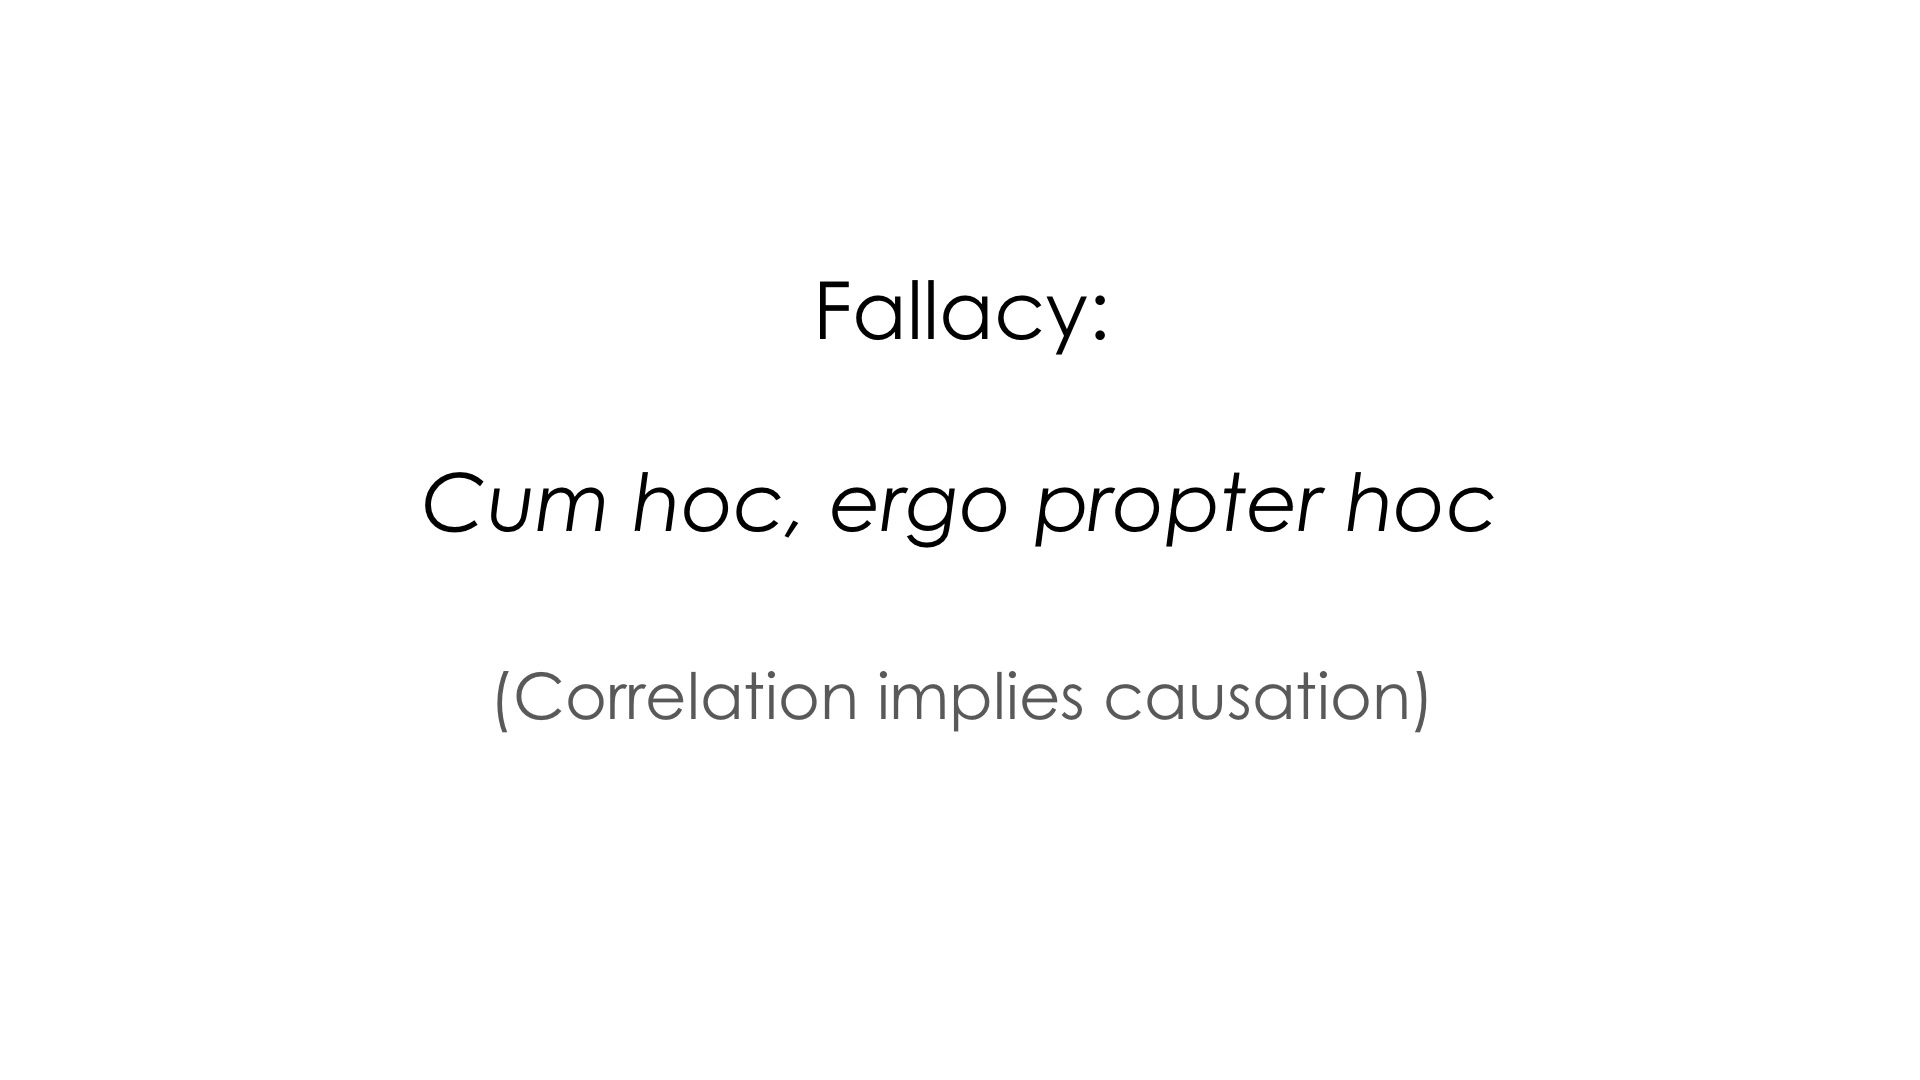 Fallacy:
Cum hoc, ergo propter hoc
(Correlation implies causation)